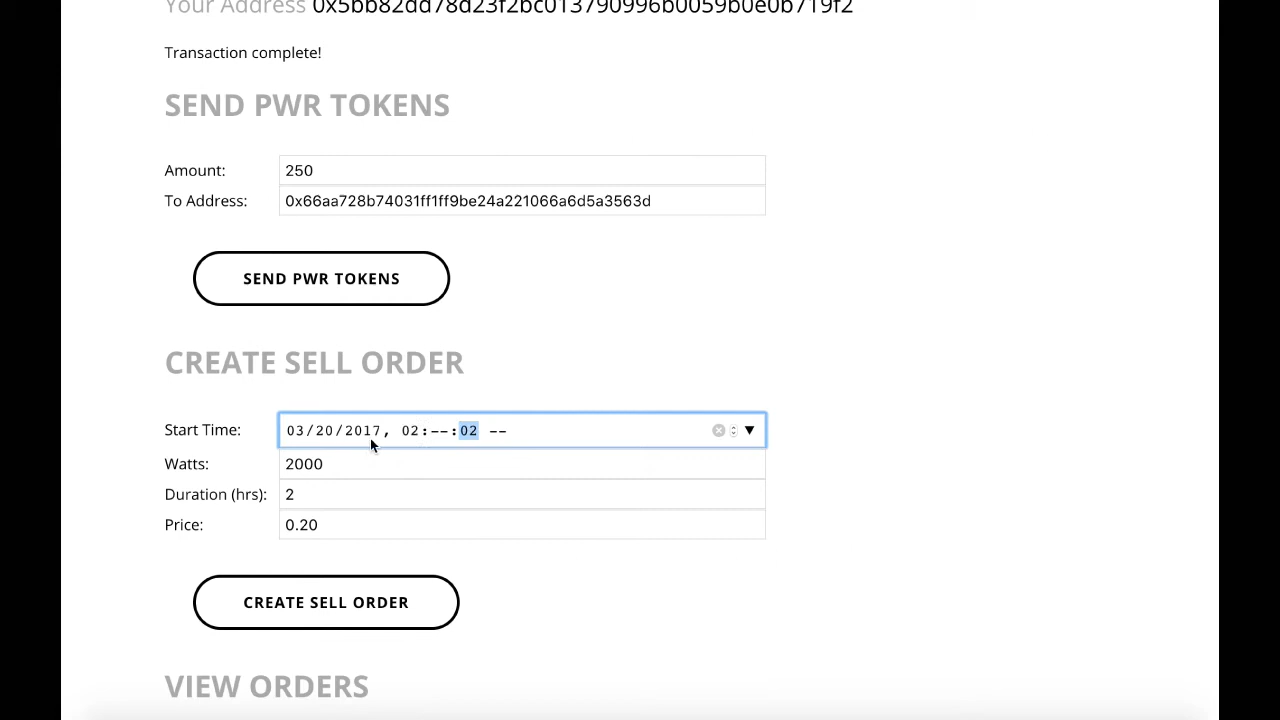 Your Address 0x5bb82dd78d23f2bc013790996b0059b0e0b719f2
Transaction complete!
SEND PWR TOKENS
Amount: 250
To Address: 0x66aa728b74031ff1ff9be24a221066a6d5a3563d
SEND PWR TOKENS
CREATE SELL ORDER
Start Time: 03/20/2017, 02:--:02 --
Watts: 2000
Duration (hrs): 2
Price: 0.20
CREATE SELL ORDER
VIEW ORDERS